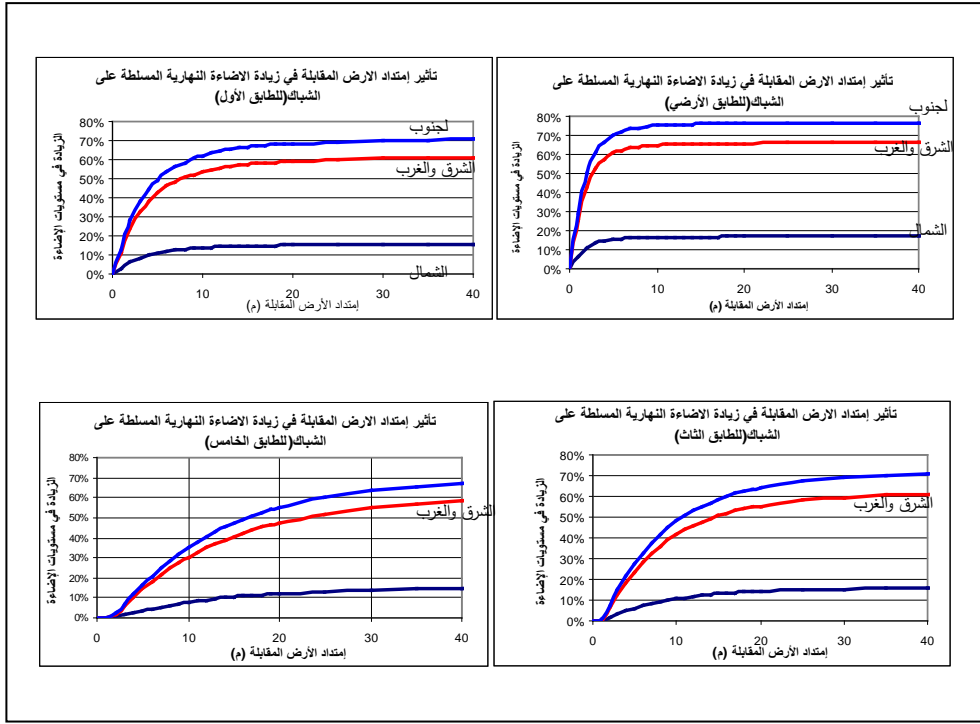 تأثير إمتداد الارض المقابلة في زيادة الاضاءة النهارية المسلطة على
الشباك(للطابق الأرضي)
الزيادة في مستويات الإضاءة
80%
70%
60%
50%
40%
30%
20%
10%
0%
لجنوب
الشرق والغرب
الشمال
0 10 20 30 40
إمتداد الأرض المقابلة (م)
تأثير إمتداد الارض المقابلة في زيادة الاضاءة النهارية المسلطة على
الشباك(للطابق الأول)
الزيادة في مستويات الإضاءة
80%
70%
60%
50%
40%
30%
20%
10%
0%
لجنوب
الشرق والغرب
الشمال
0 10 20 30 40
إمتداد الأرض المقابلة (م)
تأثير إمتداد الارض المقابلة في زيادة الاضاءة النهارية المسلطة على
الشباك(للطابق الثاث)
الزيادة في مستويات الإضاءة
80%
70%
60%
50%
40%
30%
20%
10%
0%
الشرق والغرب
0 10 20 30 40
إمتداد الأرض المقابلة (م)
تأثير إمتداد الارض المقابلة في زيادة الاضاءة النهارية المسلطة على
الشباك(للطابق الخامس)
الزيادة في مستويات الإضاءة
80%
70%
60%
50%
40%
30%
20%
10%
0%
الشرق والغرب
0 10 20 30 40
إمتداد الأرض المقابلة (م)